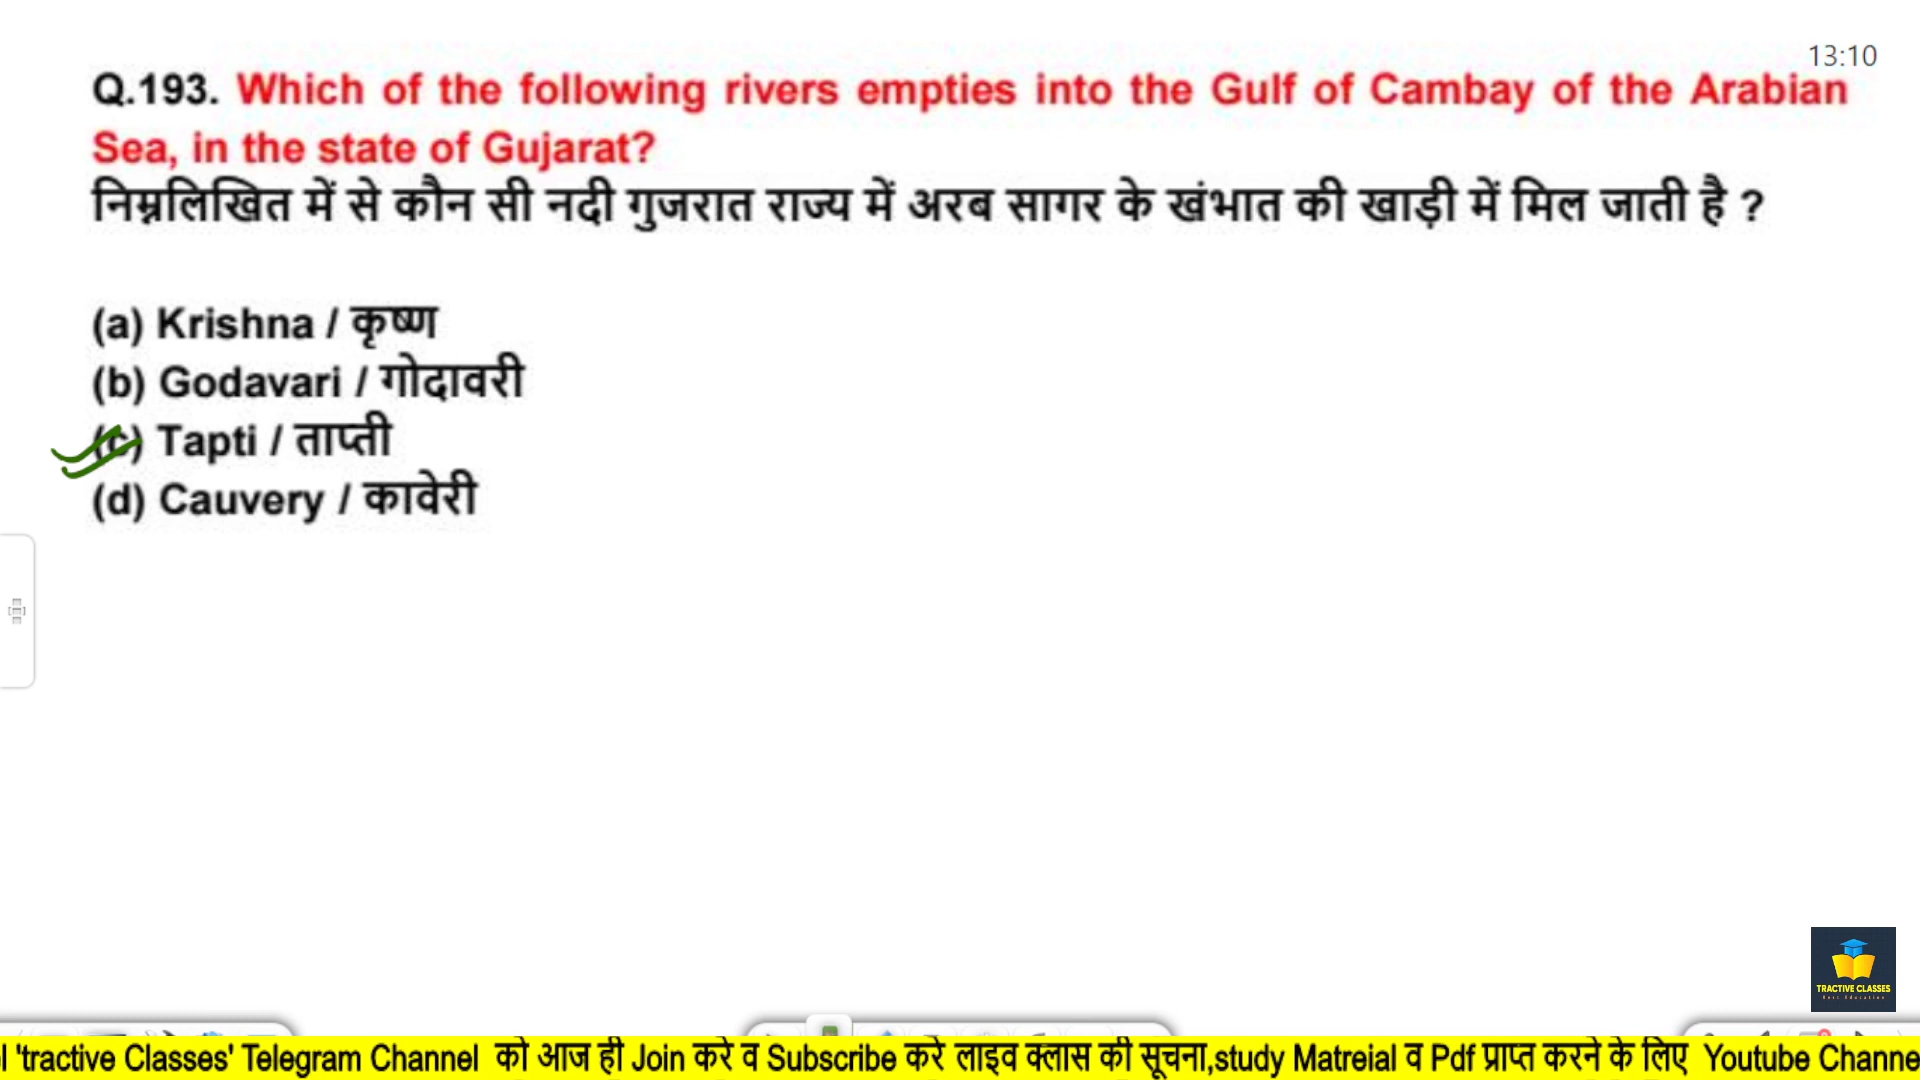 13:10
Q.193. Which of the following rivers empties into the Gulf of Cambay of the Arabian
Sea, in the state of Gujarat?
निम्नलिखित में से कौन सी नदी गुजरात राज्य में अरब सागर के खंभात की खाड़ी में मिल जाती है ?
(a) Krishna / कृष्ण
(b) Godavari / गोदावरी
(c) Tapti / ताप्ती
(d) Cauvery / कावेरी
TRACTIVE CLASSES
Best Education
l 'tractive Classes' Telegram Channel को आज ही Join करे व Subscribe करे लाइव क्लास की सूचना,study Matreial व Pdf प्राप्त करने के लिए Youtube Channe